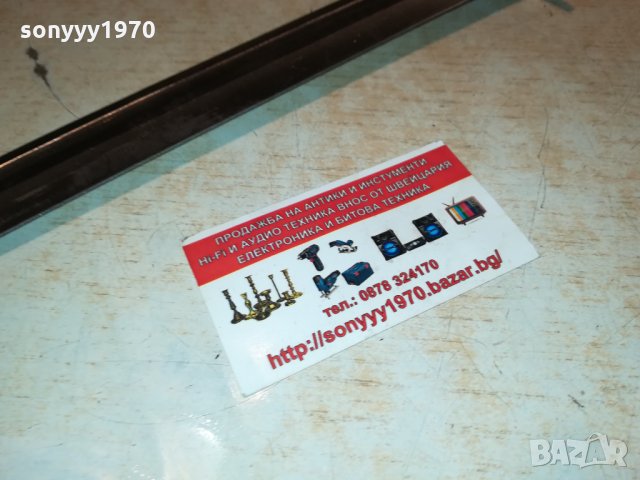 sonyyy1970
ПРОДАЖБА НА АНТИКИ И ИНСТУМЕНТИ
HI-FI И АУДИО ТЕХНИКА ВНОС ОТ ШВЕЙЦАРИЯ
ЕЛЕКТРОНИКА И БИТОВА ТЕХНИКА
тел.: 0876 324170
http://sonyyy1970.bazar.bg/
BAZAR